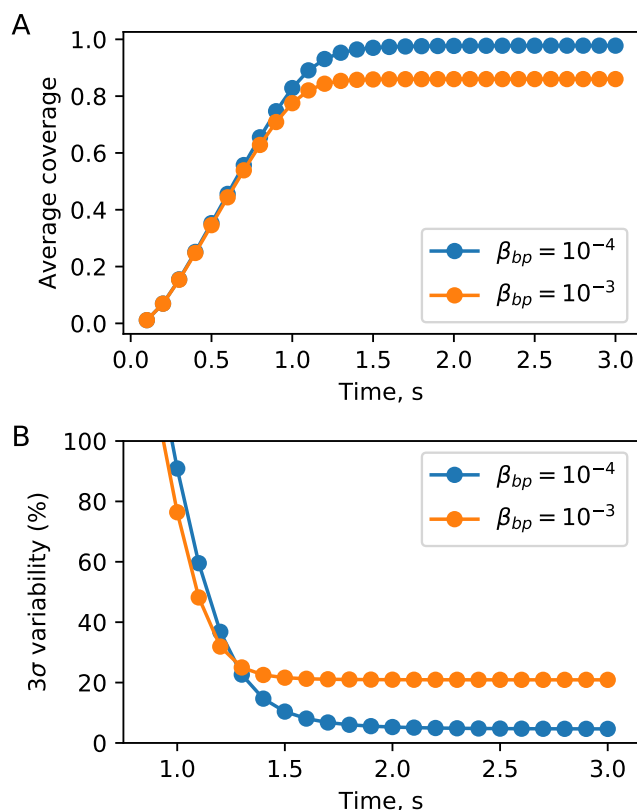 A
1.0
0.8
0.6
0.4
0.2
0.0
Average coverage
β_bp = 10⁻⁴
β_bp = 10⁻³
0.0 0.5 1.0 1.5 2.0 2.5 3.0
Time, s
B
100
80
60
40
20
0
3σ variability (%)
β_bp = 10⁻⁴
β_bp = 10⁻³
1.0 1.5 2.0 2.5 3.0
Time, s